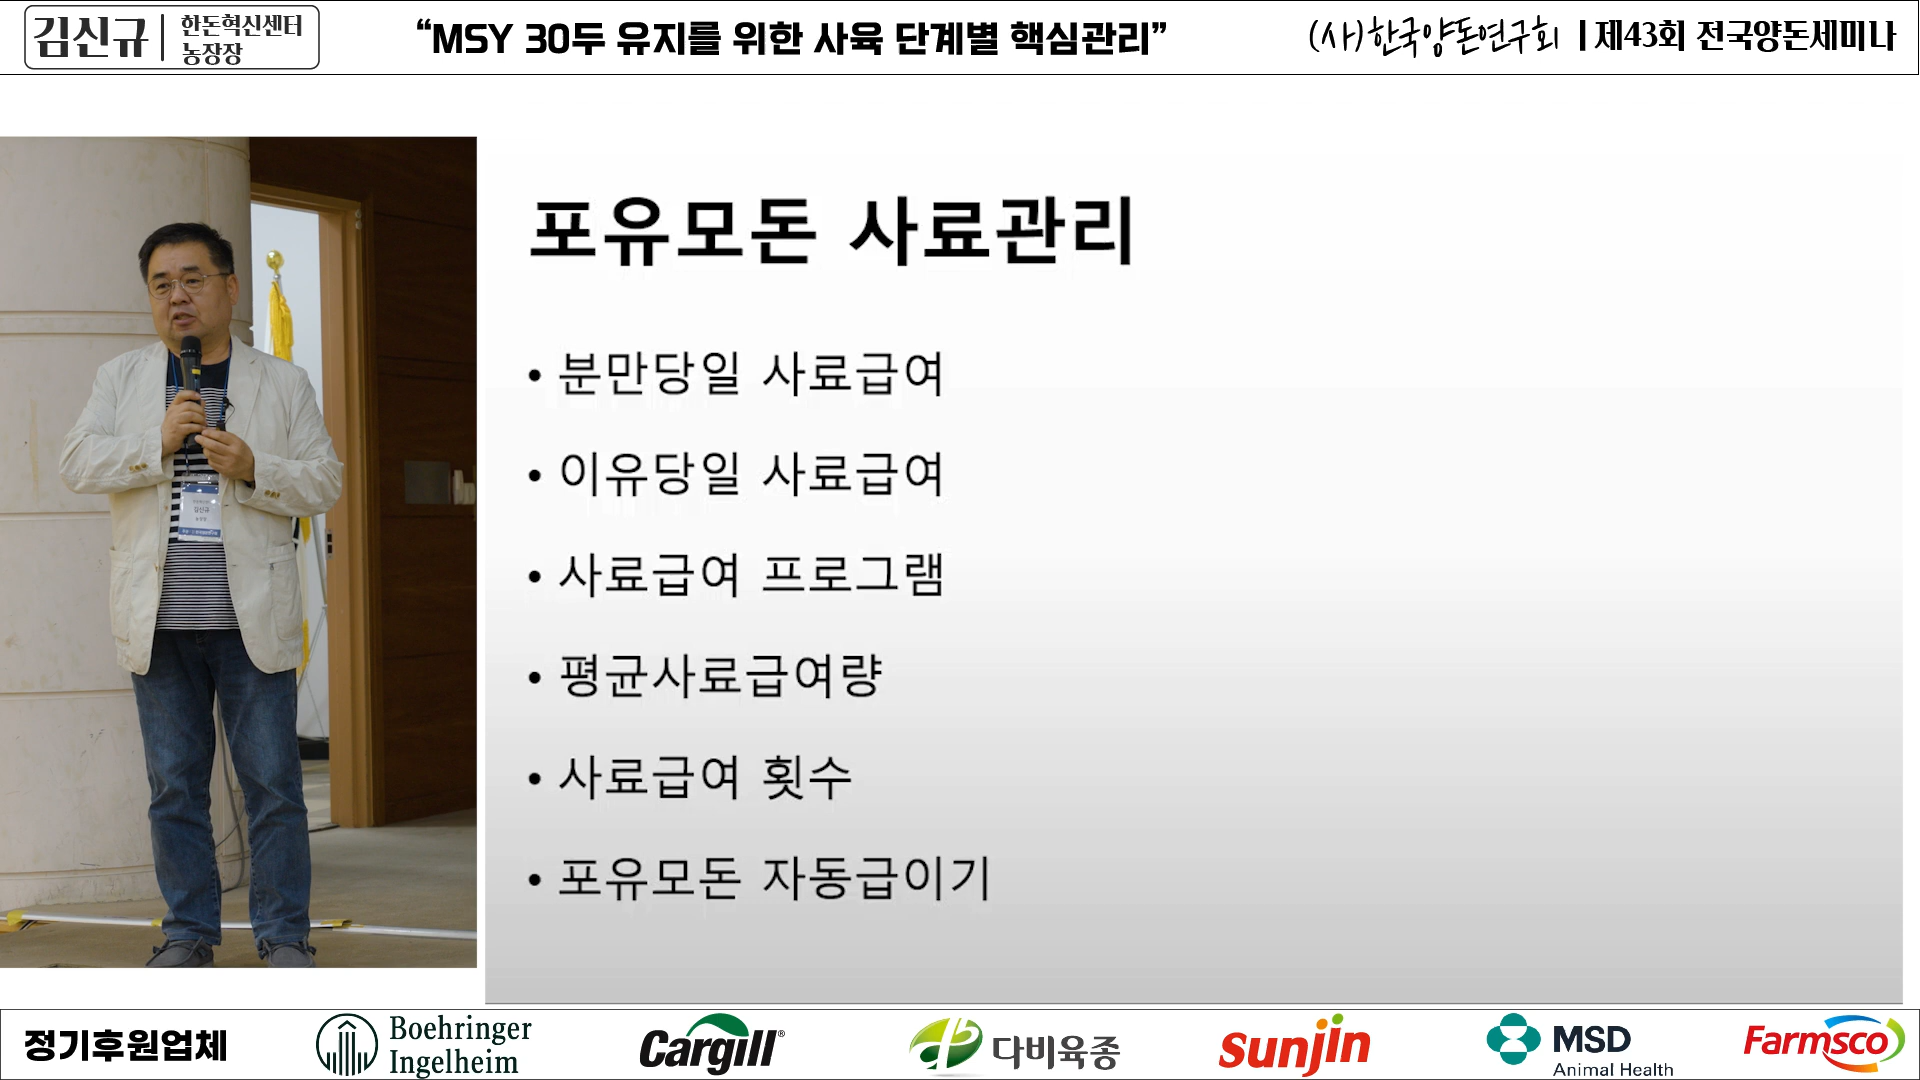 김신규
한돈혁신센터
농장장
“MSY 30두 유지를 위한 사육 단계별 핵심관리”
(사)한국양돈연구회 | 제43회 전국양돈세미나
포유모돈 사료관리
• 분만당일 사료급여
• 이유당일 사료급여
• 사료급여 프로그램
• 평균사료급여량
• 사료급여 횟수
• 포유모돈 자동급이기
김신규
정기후원업체
Boehringer
Ingelheim
Cargill®
다비육종
Sunjin
MSD
Animal Health
Farmsco